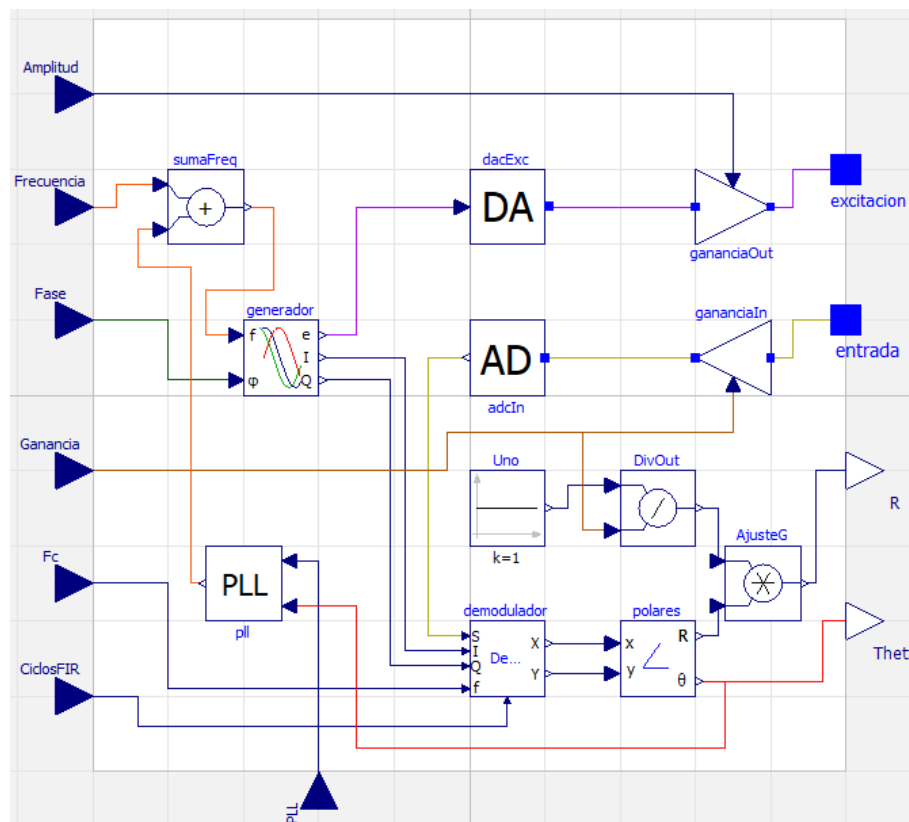 Amplitud
sumaFreq
dacExc
Frecuencia
+
DA
excitacion
gananciaOut
Fase
generador
gananciaIn
f
e
I
φ
Q
AD
entrada
adcIn
Ganancia
Uno
DivOut
R
k=1
AjusteG
Fc
PLL
pll
demodulador
polares
S
I
Q
f
De...
X
Y
x
y
R
θ
Thet
CiclosFIR
PLL